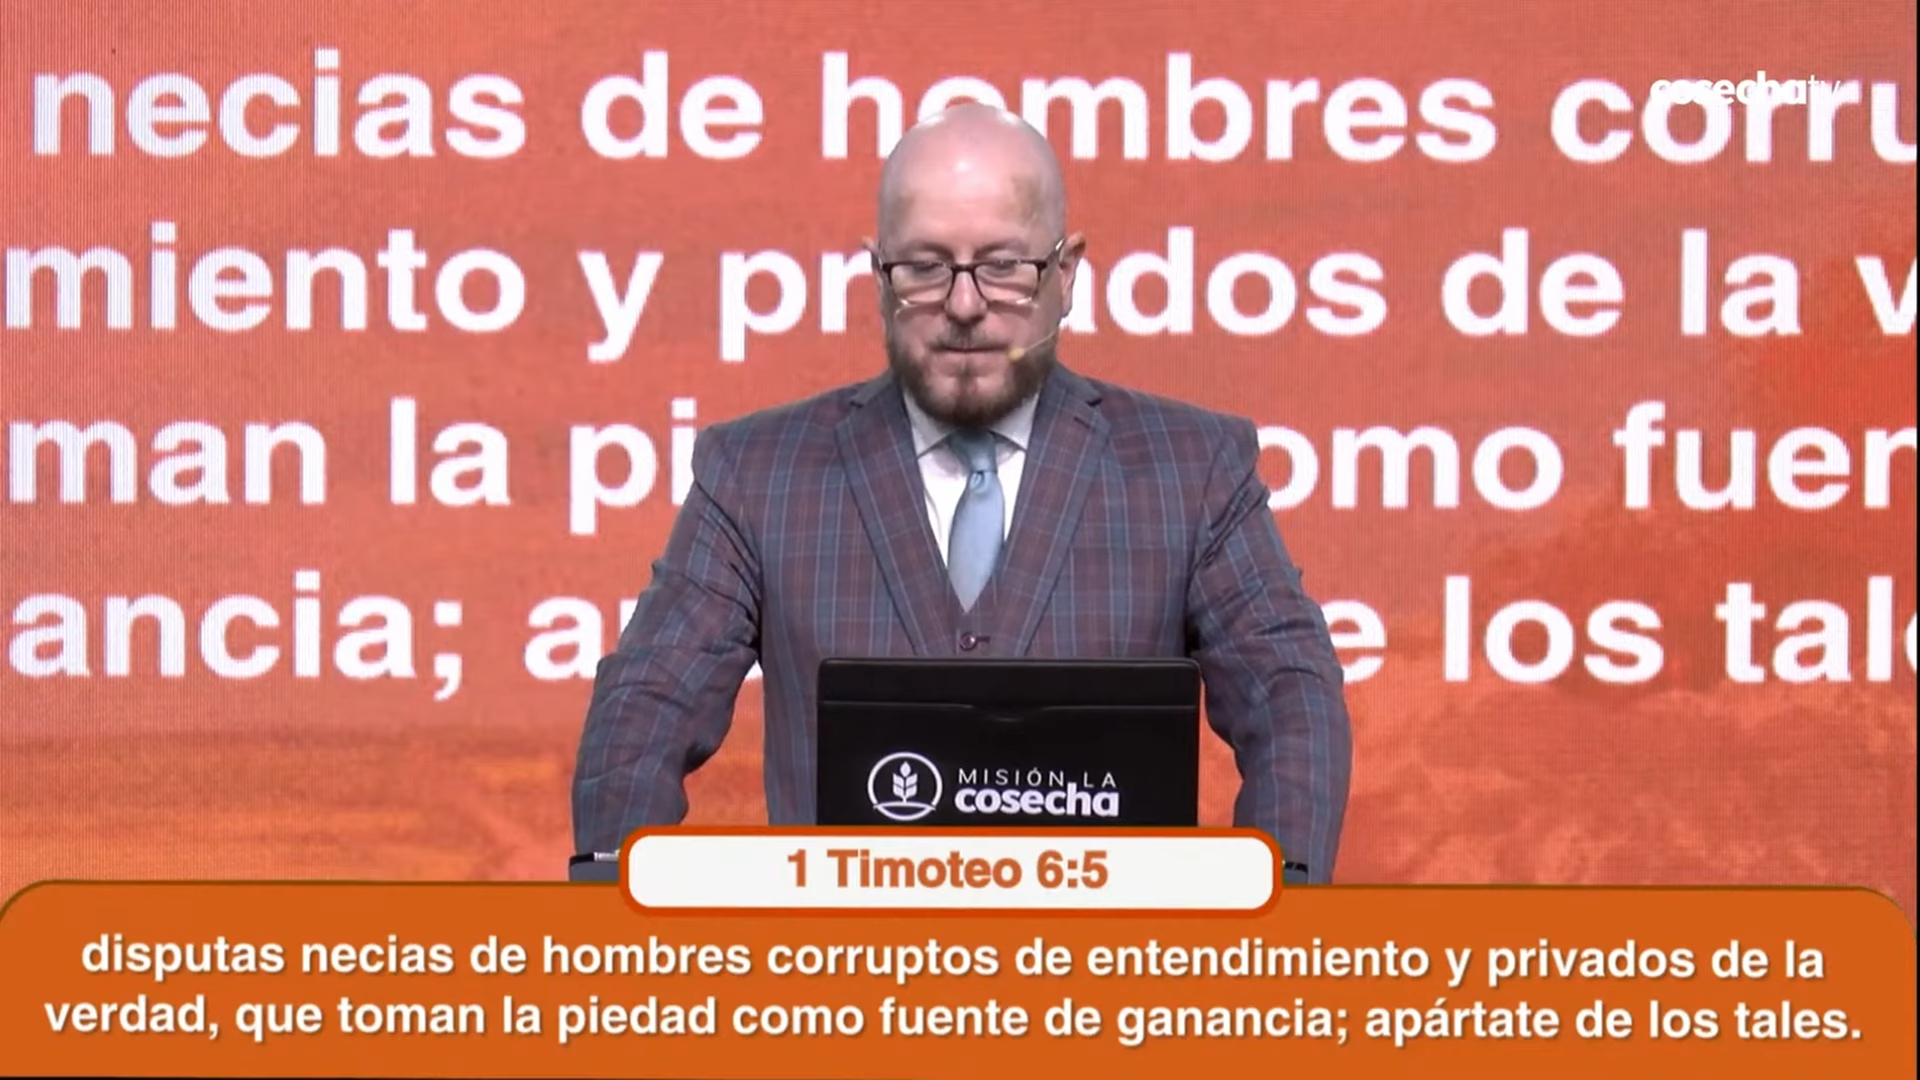 necias de hombres corru
cosechatv
miento y pr ados de la v
man la pi omo fuen
ancia; a e los tale
MISIÓN LA
cosecha
1 Timoteo 6:5
disputas necias de hombres corruptos de entendimiento y privados de la
verdad, que toman la piedad como fuente de ganancia; apártate de los tales.